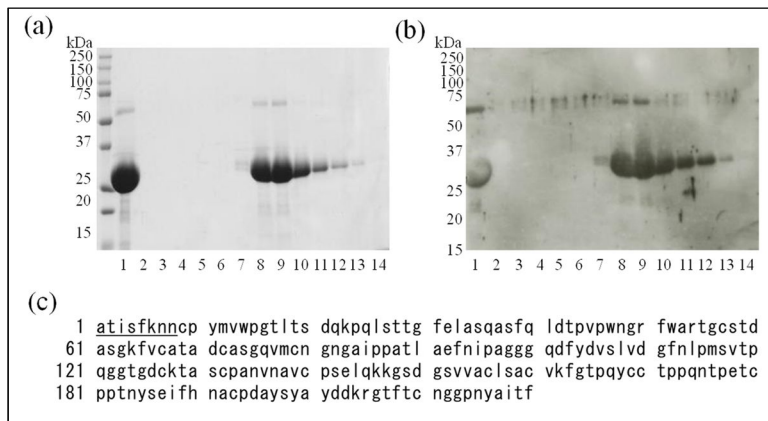 (a)
kDa
250
150
100
75
50
37
25
20
15
1 2 3 4 5 6 7 8 9 10 11 12 13 14
(b)
kDa
250
150
100
75
50
37
25
20
15
1 2 3 4 5 6 7 8 9 10 11 12 13 14
(c)
1 atisfknncp ymvwpgtlts dqkpqlsttg felasqasfq ldtpvpwngr fwartgcstd
61 asgkfvcata dcasgqvmcn gngaippatl aefnipaggg qdfydvslvd gfnlpmsvtp
121 qggtgdckta scpanvnavc pselqkkgsd gsvvaclsac vkfgtpqycc tppqntpetc
181 pptnyseifh nacpdaysya yddkrgtftc nggpnyaitf